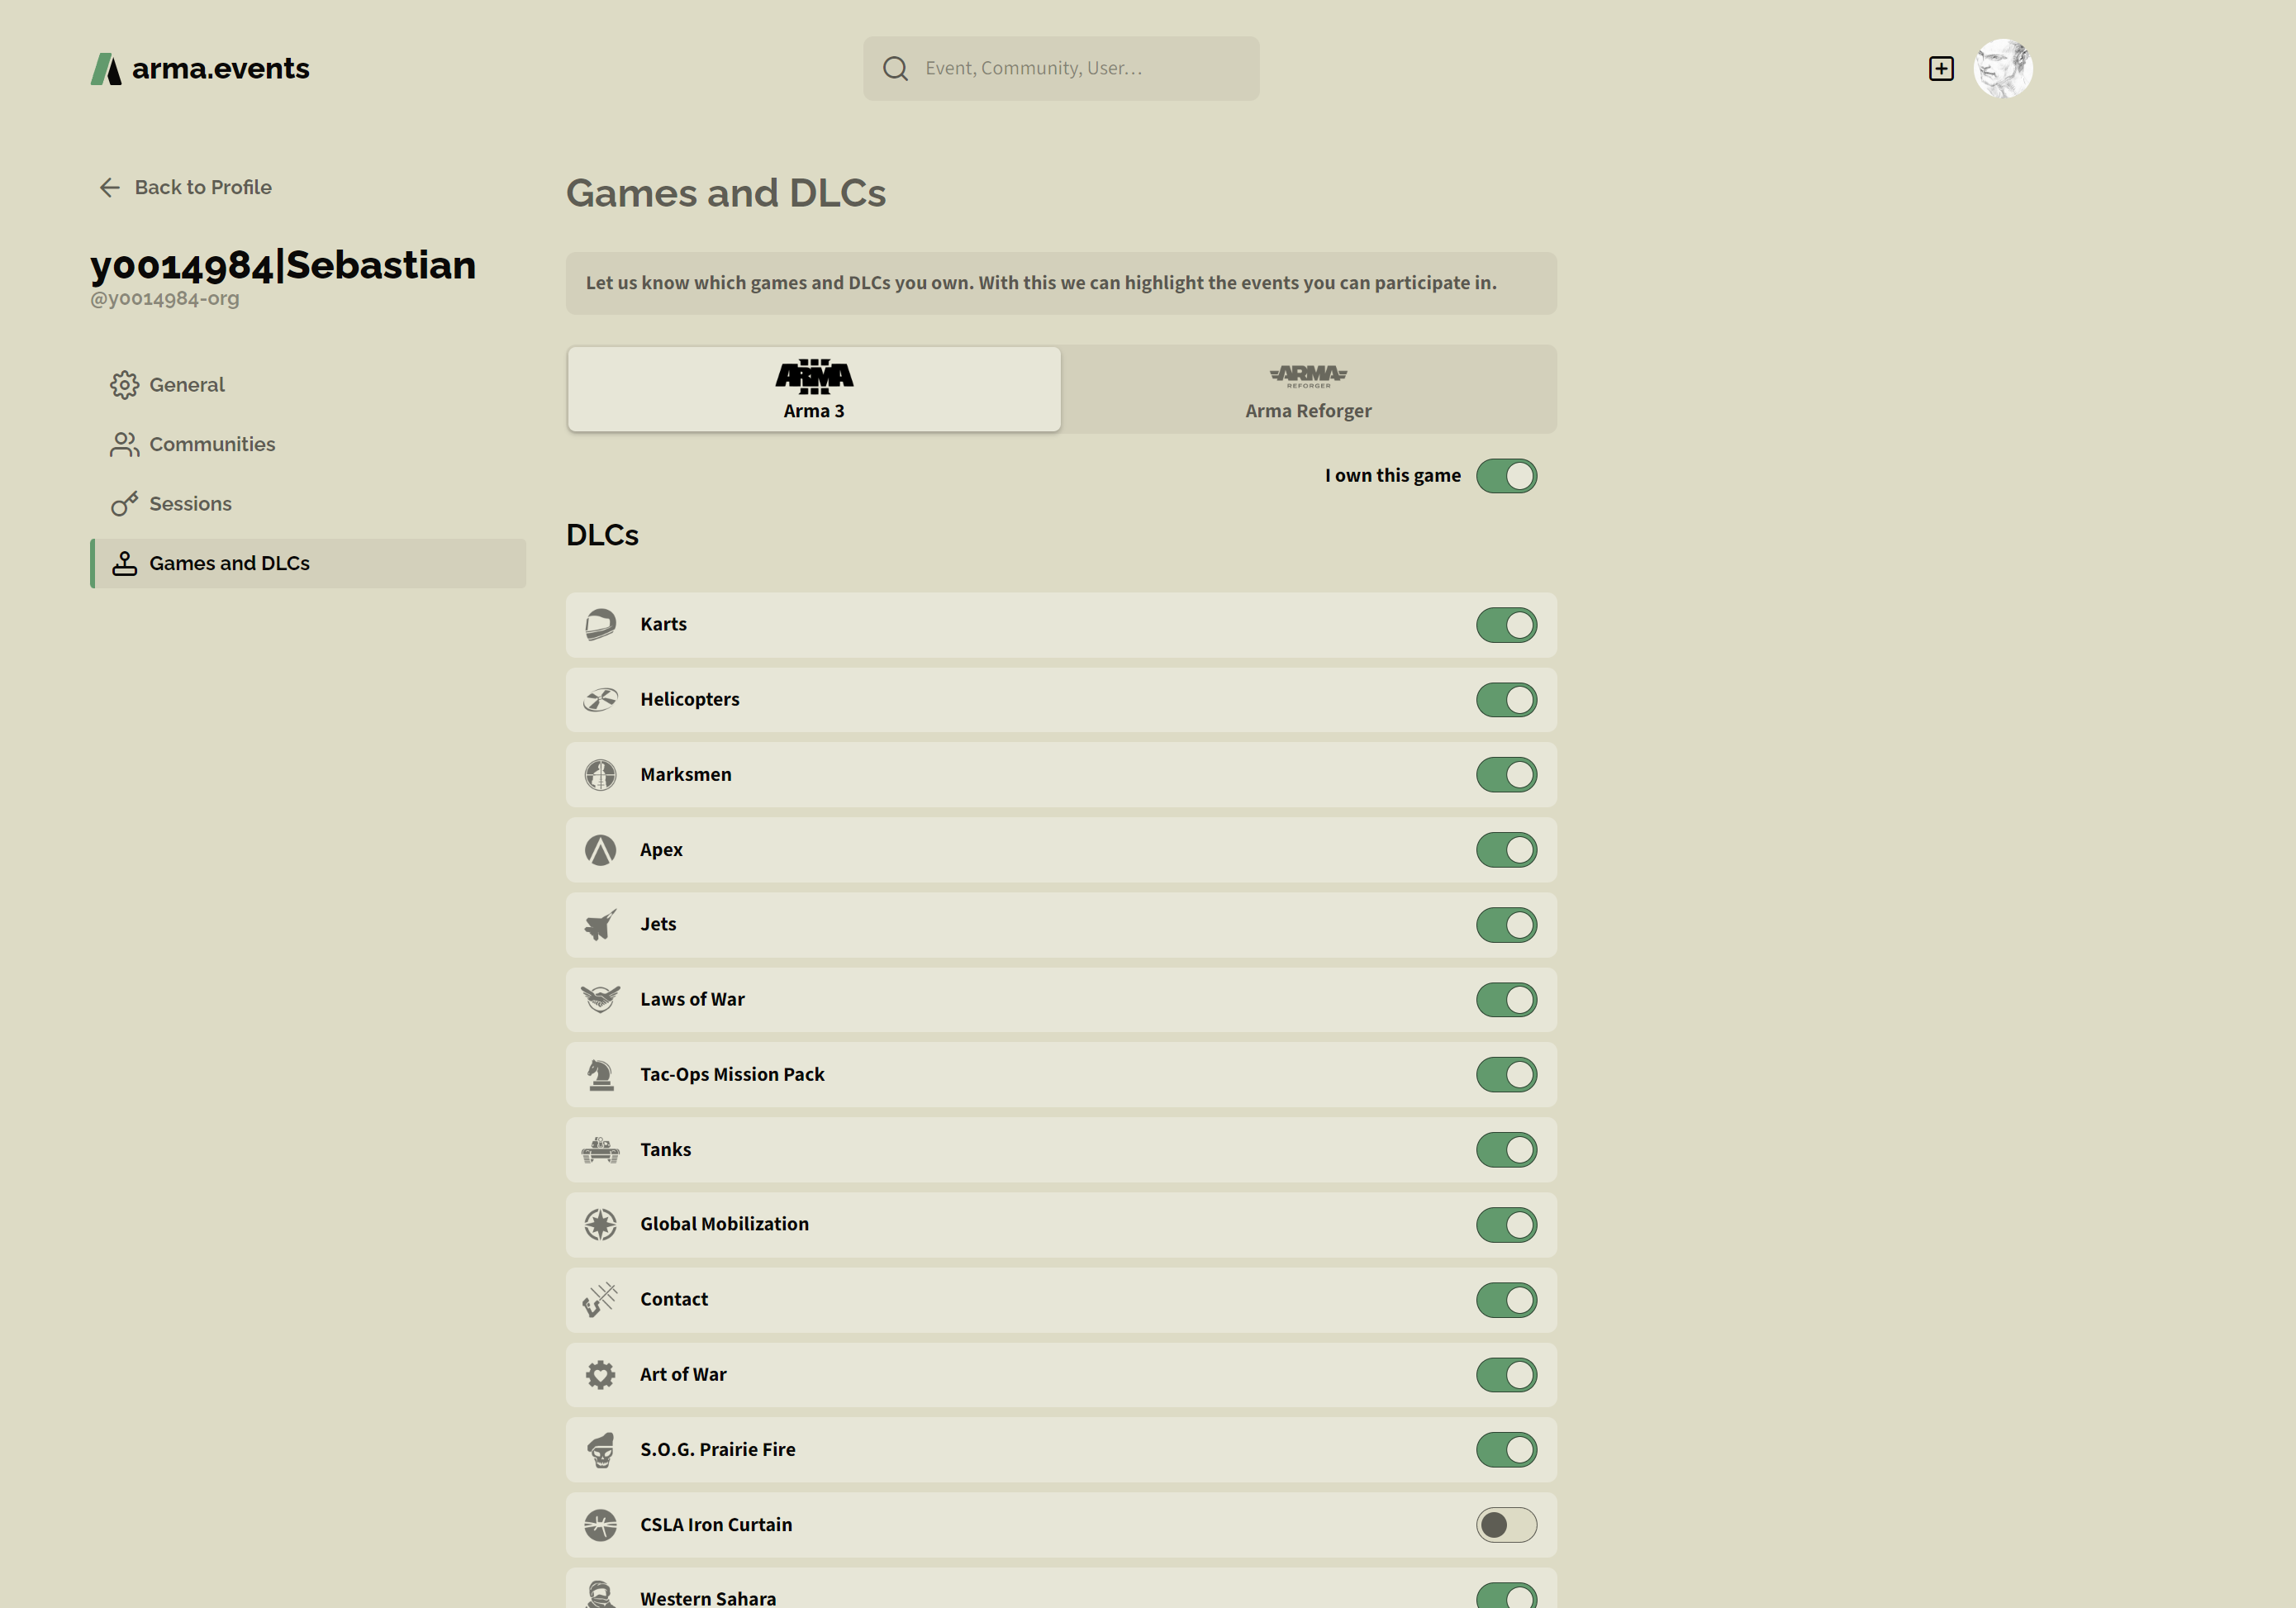 arma.events
Event, Community, User...
Back to Profile
y0014984|Sebastian
@y0014984-org
General
Communities
Sessions
Games and DLCs
Games and DLCs
Let us know which games and DLCs you own. With this we can highlight the events you can participate in.
ARMA
III
Arma 3
ARMA
REFORGER
Arma Reforger
I own this game
DLCs
Karts
Helicopters
Marksmen
Apex
Jets
Laws of War
Tac-Ops Mission Pack
Tanks
Global Mobilization
Contact
Art of War
S.O.G. Prairie Fire
CSLA Iron Curtain
Western Sahara